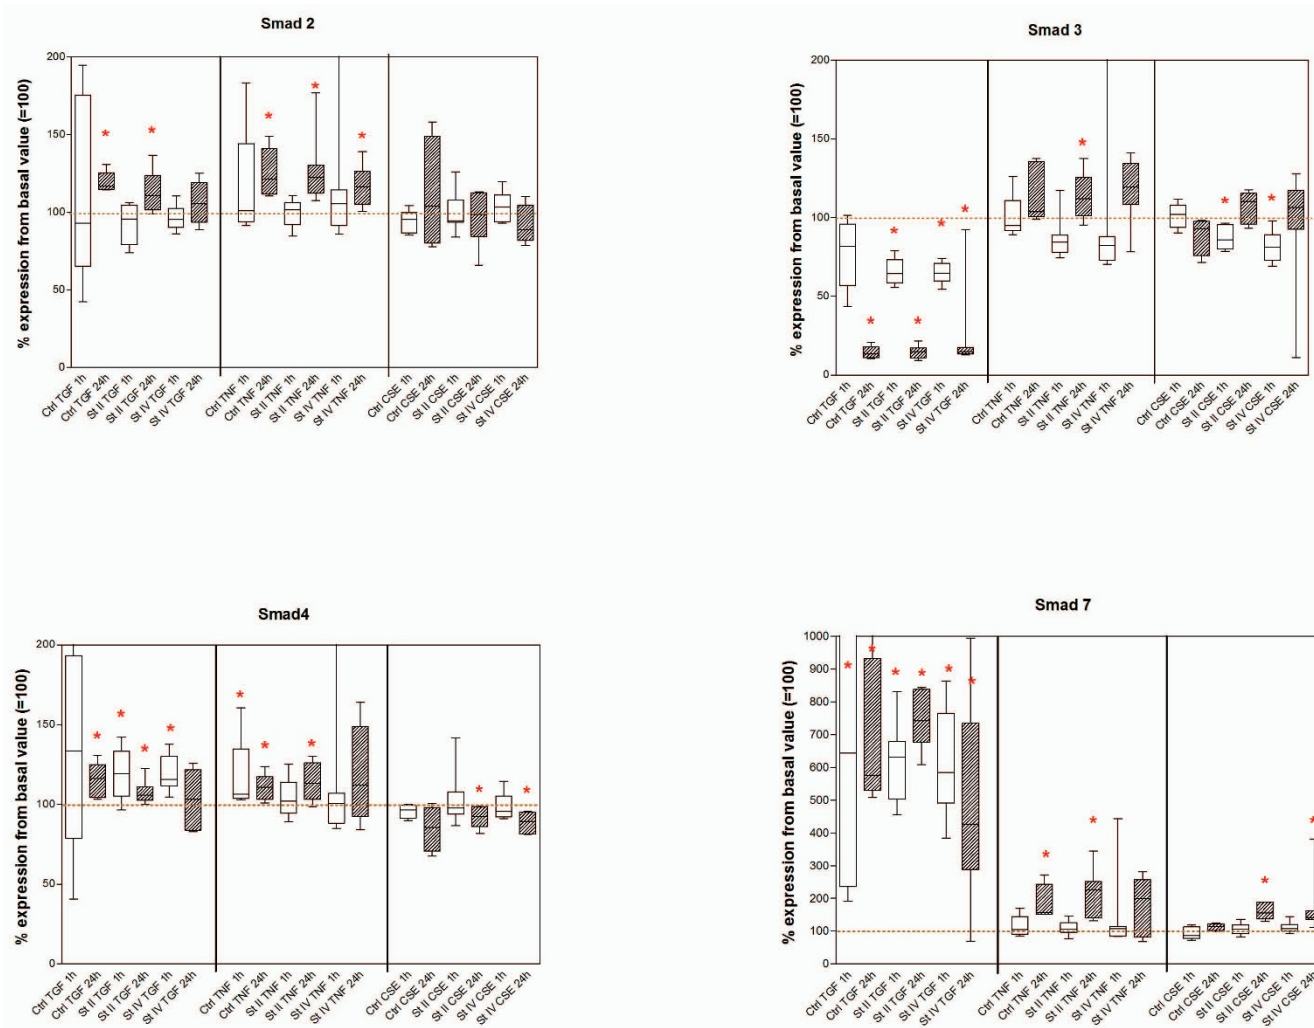 Smad 2
% expression from basal value (=100)
200
150
100
50
0
Ctrl TGF 1h
Ctrl TGF 24h
St II TGF 1h
St II TGF 24h
St IV TGF 1h
St IV TGF 24h
Ctrl TNF 1h
Ctrl TNF 24h
St II TNF 1h
St II TNF 24h
St IV TNF 1h
St IV TNF 24h
Ctrl CSE 1h
Ctrl CSE 24h
St II CSE 1h
St II CSE 24h
St IV CSE 1h
St IV CSE 24h
* * * * *
Smad 3
% expression from basal value (=100)
200
150
100
50
0
Ctrl TGF 1h
Ctrl TGF 24h
St II TGF 1h
St II TGF 24h
St IV TGF 1h
St IV TGF 24h
Ctrl TNF 1h
Ctrl TNF 24h
St II TNF 1h
St II TNF 24h
St IV TNF 1h
St IV TNF 24h
Ctrl CSE 1h
Ctrl CSE 24h
St II CSE 1h
St II CSE 24h
St IV CSE 1h
St IV CSE 24h
* * * * * * * *
Smad4
% expression from basal value (=100)
200
150
100
50
0
Ctrl TGF 1h
Ctrl TGF 24h
St II TGF 1h
St II TGF 24h
St IV TGF 1h
St IV TGF 24h
Ctrl TNF 1h
Ctrl TNF 24h
St II TNF 1h
St II TNF 24h
St IV TNF 1h
St IV TNF 24h
Ctrl CSE 1h
Ctrl CSE 24h
St II CSE 1h
St II CSE 24h
St IV CSE 1h
St IV CSE 24h
* * * * * * * * *
Smad 7
% expression from basal value (=100)
1000
900
800
700
600
500
400
300
200
100
0
Ctrl TGF 1h
Ctrl TGF 24h
St II TGF 1h
St II TGF 24h
St IV TGF 1h
St IV TGF 24h
Ctrl TNF 1h
Ctrl TNF 24h
St II TNF 1h
St II TNF 24h
St IV TNF 1h
St IV TNF 24h
Ctrl CSE 1h
Ctrl CSE 24h
St II CSE 1h
St II CSE 24h
St IV CSE 1h
St IV CSE 24h
* * * * * * * * * *